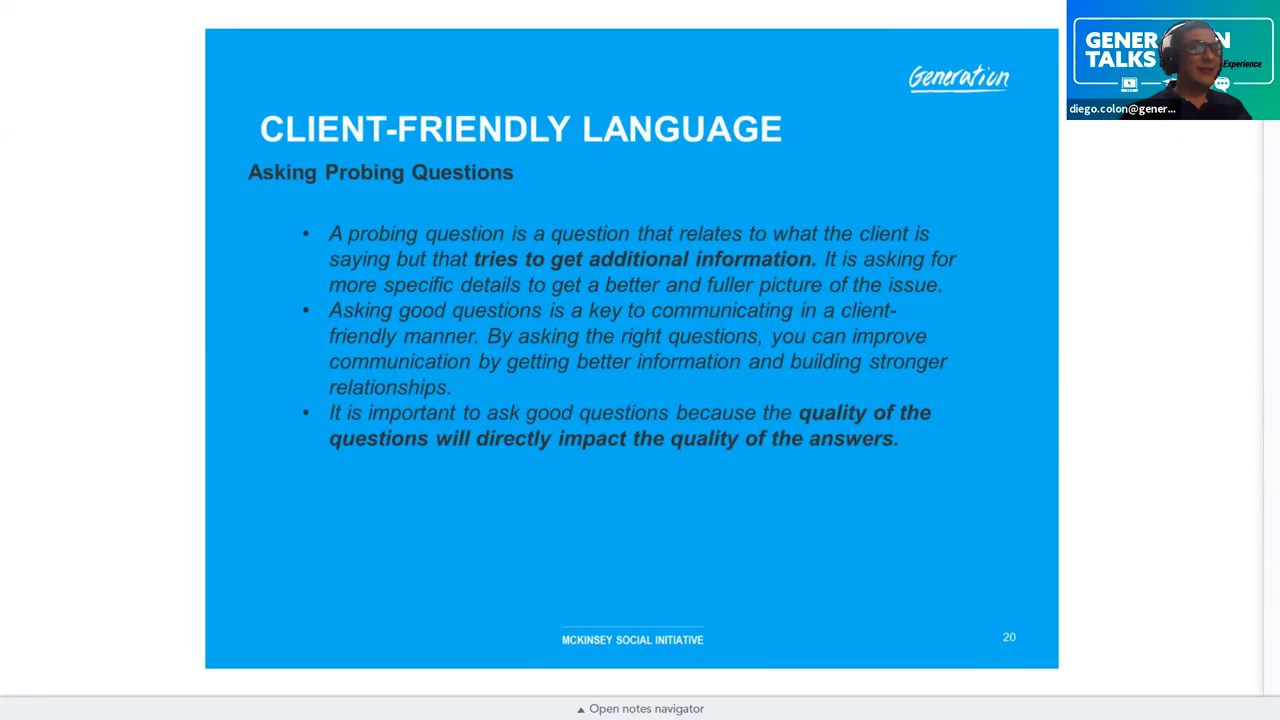 Generation
CLIENT-FRIENDLY LANGUAGE
Asking Probing Questions
• A probing question is a question that relates to what the client is
saying but that tries to get additional information. It is asking for
more specific details to get a better and fuller picture of the issue.
• Asking good questions is a key to communicating in a client-
friendly manner. By asking the right questions, you can improve
communication by getting better information and building stronger
relationships.
• It is important to ask good questions because the quality of the
questions will directly impact the quality of the answers.
MCKINSEY SOCIAL INITIATIVE
20
GENER N
TALKS
Experience
diego.colon@gener...
▲ Open notes navigator